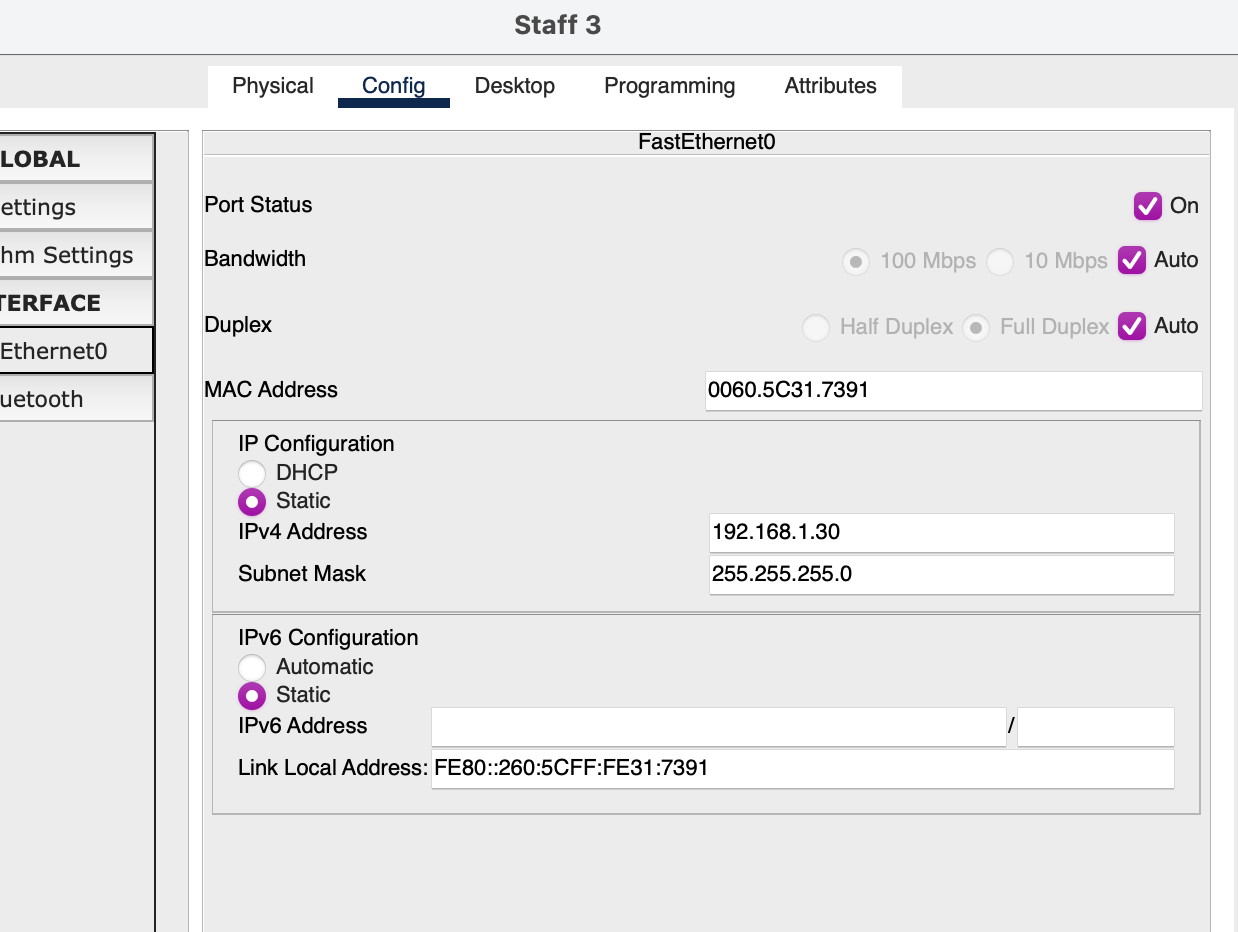 Staff 3
Physical Config Desktop Programming Attributes
LOBAL
ettings
hm Settings
TERFACE
Ethernet0
uetooth
FastEthernet0
Port Status On
Bandwidth 100 Mbps 10 Mbps Auto
Duplex Half Duplex Full Duplex Auto
MAC Address 0060.5C31.7391
IP Configuration
DHCP
Static
IPv4 Address 192.168.1.30
Subnet Mask 255.255.255.0
IPv6 Configuration
Automatic
Static
IPv6 Address /
Link Local Address: FE80::260:5CFF:FE31:7391